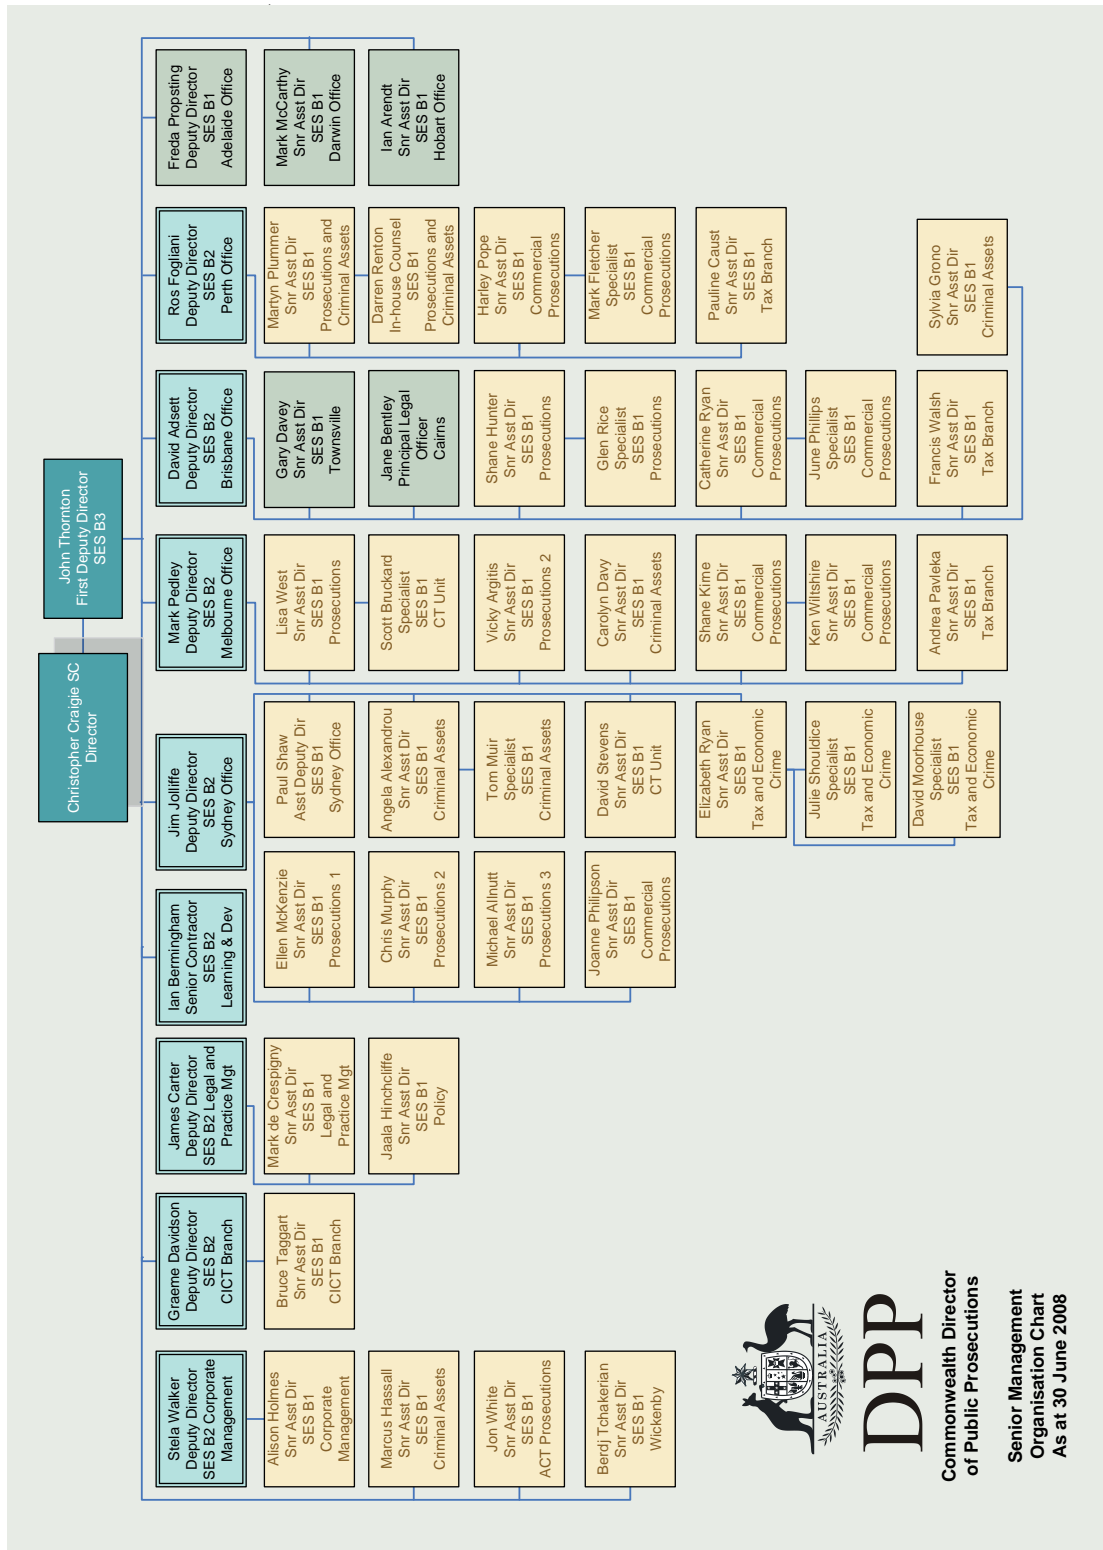 Christopher Craigie SC
Director
John Thornton
First Deputy Director
SES B3
Stela Walker
Deputy Director
SES B2 Corporate
Management
Graeme Davidson
Deputy Director
SES B2
CICT Branch
James Carter
Deputy Director
SES B2 Legal and
Practice Mgt
Ian Bermingham
Senior Contractor
SES B2
Learning & Dev
Jim Jolliffe
Deputy Director
SES B2
Sydney Office
Mark Pedley
Deputy Director
SES B2
Melbourne Office
David Adsett
Deputy Director
SES B2
Brisbane Office
Ros Fogliani
Deputy Director
SES B2
Perth Office
Freda Propsting
Deputy Director
SES B1
Adelaide Office
Alison Holmes
Snr Asst Dir
SES B1
Corporate
Management
Bruce Taggart
Snr Asst Dir
SES B1
CICT Branch
Mark de Crespigny
Snr Asst Dir
SES B1
Legal and
Practice Mgt
Ellen McKenzie
Snr Asst Dir
SES B1
Prosecutions 1
Paul Shaw
Asst Deputy Dir
SES B1
Sydney Office
Lisa West
Snr Asst Dir
SES B1
Prosecutions
Gary Davey
Snr Asst Dir
SES B1
Townsville
Martyn Plummer
Snr Asst Dir
SES B1
Prosecutions and
Criminal Assets
Mark McCarthy
Snr Asst Dir
SES B1
Darwin Office
Marcus Hassall
Snr Asst Dir
SES B1
Criminal Assets
Jaala Hinchcliffe
Snr Asst Dir
SES B1
Policy
Chris Murphy
Snr Asst Dir
SES B1
Prosecutions 2
Angela Alexandrou
Snr Asst Dir
SES B1
Criminal Assets
Scott Bruckard
Specialist
SES B1
CT Unit
Jane Bentley
Principal Legal
Officer
Cairns
Darren Renton
In-house Counsel
SES B1
Prosecutions and
Criminal Assets
Ian Arendt
Snr Asst Dir
SES B1
Hobart Office
Jon White
Snr Asst Dir
SES B1
ACT Prosecutions
Michael Allnutt
Snr Asst Dir
SES B1
Prosecutions 3
Tom Muir
Specialist
SES B1
Criminal Assets
Vicky Argitis
Snr Asst Dir
SES B1
Prosecutions 2
Shane Hunter
Snr Asst Dir
SES B1
Prosecutions
Harley Pope
Snr Asst Dir
SES B1
Commercial
Prosecutions
Berdj Tchakerian
Snr Asst Dir
SES B1
Wickenby
Joanne Philipson
Snr Asst Dir
SES B1
Commercial
Prosecutions
David Stevens
Snr Asst Dir
SES B1
CT Unit
Carolyn Davy
Snr Asst Dir
SES B1
Criminal Assets
Glen Rice
Specialist
SES B1
Prosecutions
Mark Fletcher
Specialist
SES B1
Commercial
Prosecutions
Elizabeth Ryan
Snr Asst Dir
SES B1
Tax and Economic
Crime
Shane Kirne
Snr Asst Dir
SES B1
Commercial
Prosecutions
Catherine Ryan
Snr Asst Dir
SES B1
Commercial
Prosecutions
Pauline Caust
Snr Asst Dir
SES B1
Tax Branch
Julie Shouldice
Specialist
SES B1
Tax and Economic
Crime
Ken Wiltshire
Snr Asst Dir
SES B1
Commercial
Prosecutions
June Phillips
Specialist
SES B1
Commercial
Prosecutions
David Moorhouse
Specialist
SES B1
Tax and Economic
Crime
Andrea Pavleka
Snr Asst Dir
SES B1
Tax Branch
Francis Walsh
Snr Asst Dir
SES B1
Tax Branch
Sylvia Grono
Snr Asst Dir
SES B1
Criminal Assets
AUSTRALIA
DPP
Commonwealth Director
of Public Prosecutions
Senior Management
Organisation Chart
As at 30 June 2008